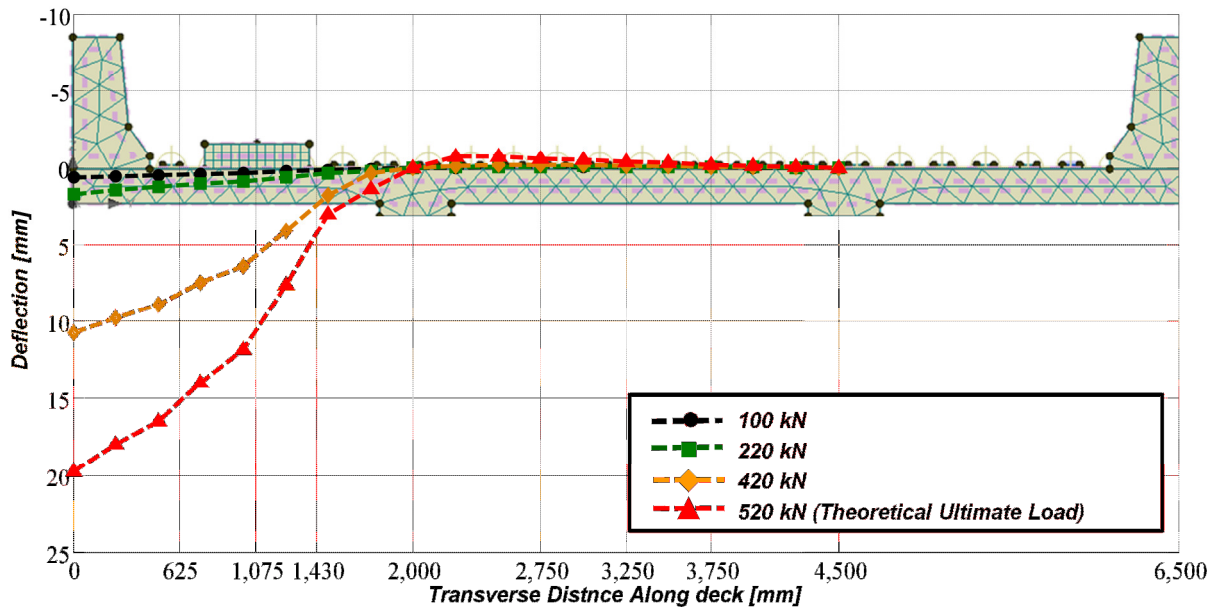 -10
-5
0
5
10
15
20
25
Deflection [mm]
100 kN
220 kN
420 kN
520 kN (Theoretical Ultimate Load)
0 625 1,075 1,430 2,000 2,750 3,250 3,750 4,500 6,500
Transverse Distnce Along deck [mm]